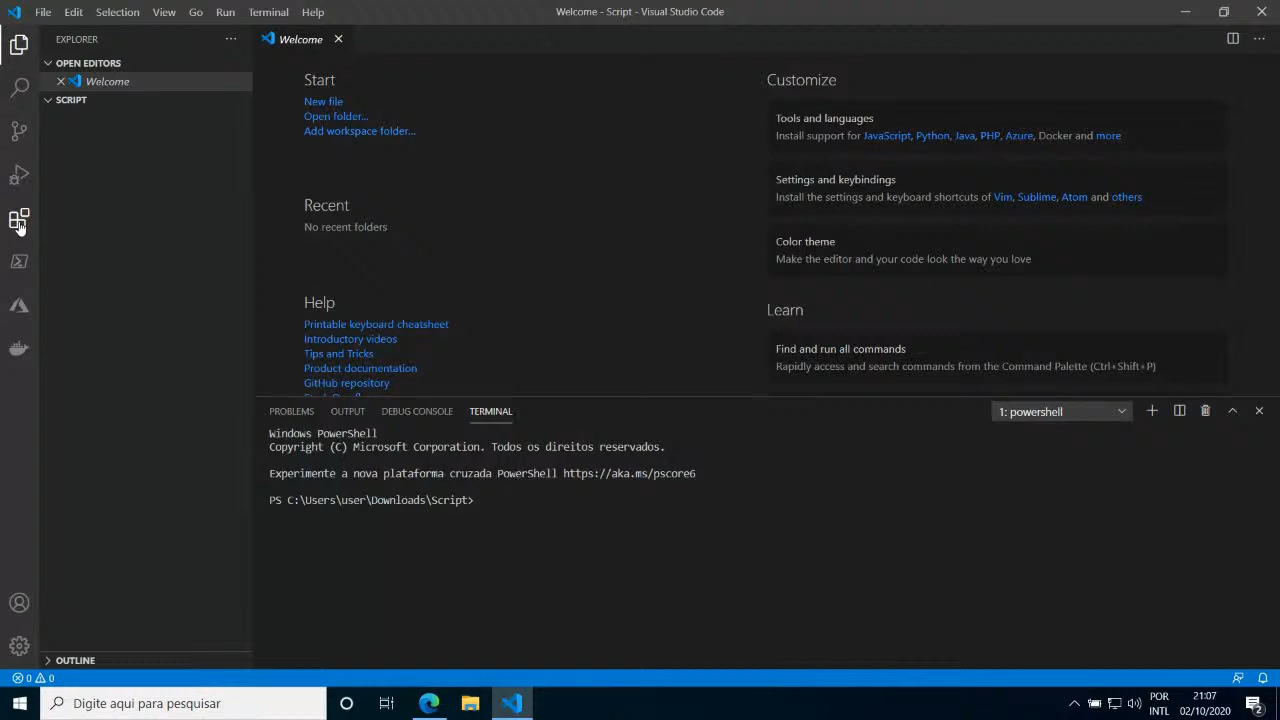 File Edit Selection View Go Run Terminal Help
Welcome - Script - Visual Studio Code
EXPLORER
OPEN EDITORS
Welcome
SCRIPT
OUTLINE
Welcome
Start
New file
Open folder...
Add workspace folder...
Recent
No recent folders
Help
Printable keyboard cheatsheet
Introductory videos
Tips and Tricks
Product documentation
GitHub repository
Customize
Tools and languages
Install support for JavaScript, Python, Java, PHP, Azure, Docker and more
Settings and keybindings
Install the settings and keyboard shortcuts of Vim, Sublime, Atom and others
Color theme
Make the editor and your code look the way you love
Learn
Find and run all commands
Rapidly access and search commands from the Command Palette (Ctrl+Shift+P)
PROBLEMS OUTPUT DEBUG CONSOLE TERMINAL
1: powershell
Windows PowerShell
Copyright (C) Microsoft Corporation. Todos os direitos reservados.
Experimente a nova plataforma cruzada PowerShell https://aka.ms/pscore6
PS C:\Users\user\Downloads\Script>
0 0
Digite aqui para pesquisar
POR
INTL
21:07
02/10/2020
2